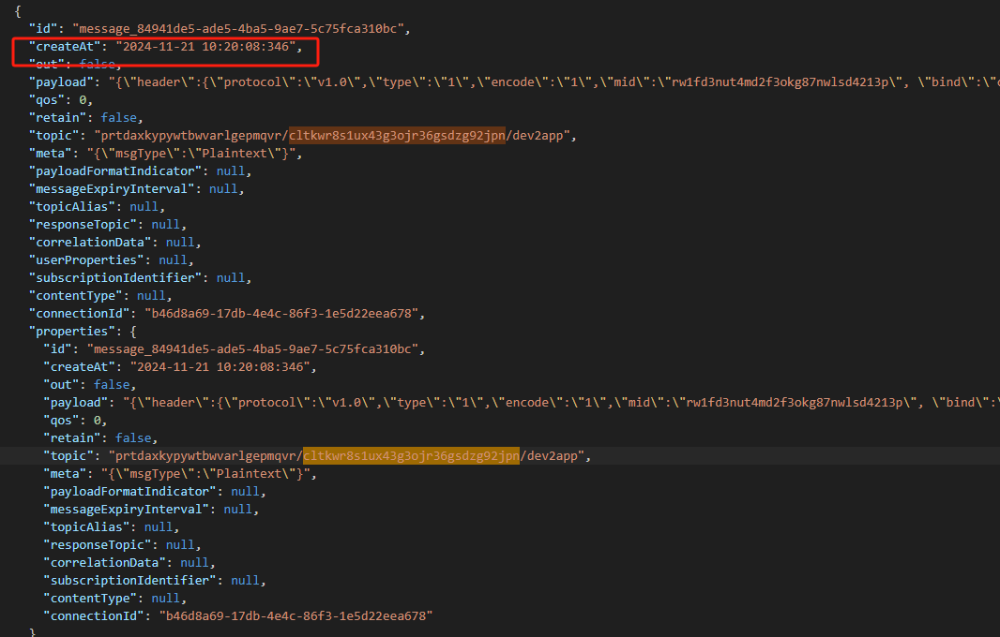 {
"id": "message_84941de5-ade5-4ba5-9ae7-5c75fca310bc",
"createAt": "2024-11-21 10:20:08:346",
"out": false,
"payload": "{\"header\":{\"protocol\":\"v1.0\",\"type\":\"1\",\"encode\":\"1\",\"mid\":\"rw1fd3nut4md2f3okg87nwlsd4213p\", \"bind\":\"
"qos": 0,
"retain": false,
"topic": "prtdaxkypywtbwvarlgepmqvr/cltkwr8s1ux43g3ojr36gsdzg92jpn/dev2app",
"meta": "{\"msgType\":\"Plaintext\"}",
"payloadFormatIndicator": null,
"messageExpiryInterval": null,
"topicAlias": null,
"responseTopic": null,
"correlationData": null,
"userProperties": null,
"subscriptionIdentifier": null,
"contentType": null,
"connectionId": "b46d8a69-17db-4e4c-86f3-1e5d22eea678",
"properties": {
"id": "message_84941de5-ade5-4ba5-9ae7-5c75fca310bc",
"createAt": "2024-11-21 10:20:08:346",
"out": false,
"payload": "{\"header\":{\"protocol\":\"v1.0\",\"type\":\"1\",\"encode\":\"1\",\"mid\":\"rw1fd3nut4md2f3okg87nwlsd4213p\", \"bind\":\
"qos": 0,
"retain": false,
"topic": "prtdaxkypywtbwvarlgepmqvr/cltkwr8s1ux43g3ojr36gsdzg92jpn/dev2app",
"meta": "{\"msgType\":\"Plaintext\"}",
"payloadFormatIndicator": null,
"messageExpiryInterval": null,
"topicAlias": null,
"responseTopic": null,
"correlationData": null,
"subscriptionIdentifier": null,
"contentType": null,
"connectionId": "b46d8a69-17db-4e4c-86f3-1e5d22eea678"
}